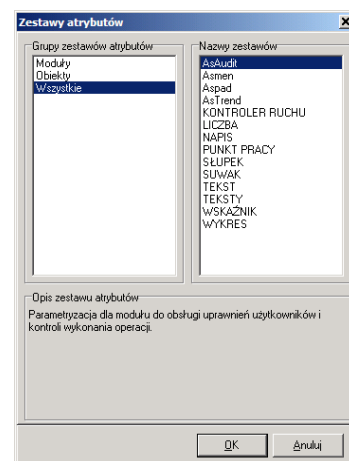 Zestawy atrybutów
Grupy zestawów atrybutów
Moduły
Obiekty
Wszystkie
Nazwy zestawów
AsAudit
Asmen
Aspad
AsTrend
KONTROLER RUCHU
LICZBA
NAPIS
PUNKT PRACY
SŁUPEK
SUWAK
TEKST
TEKSTY
WSKAŹNIK
WYKRES
Opis zestawu atrybutów
Parametryzacja dla modułu do obsługi uprawnień użytkowników i
kontroli wykonania operacji.
OK
Anuluj